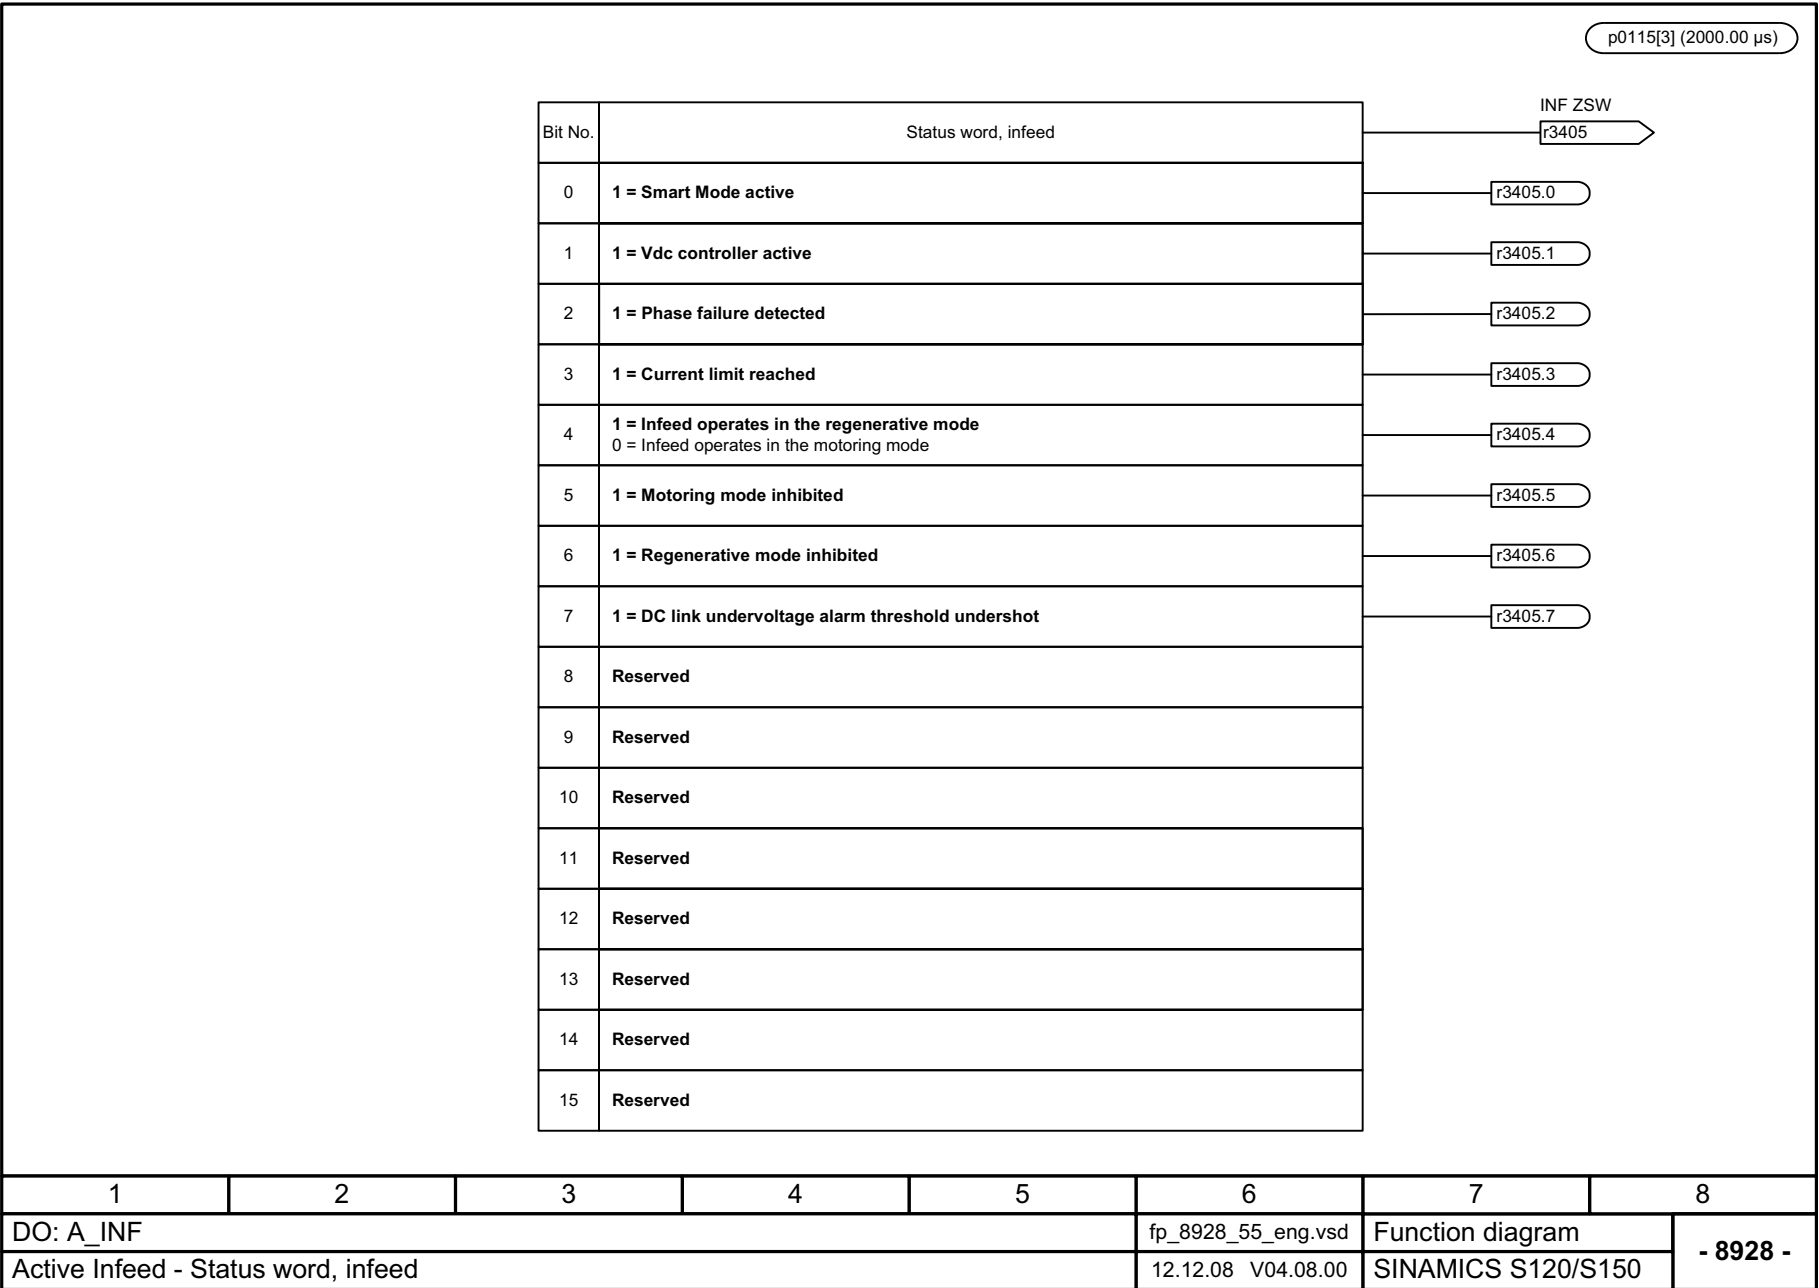 p0115[3] (2000.00 µs)
INF ZSW
Bit No. Status word, infeed r3405
0 1 = Smart Mode active r3405.0
1 1 = Vdc controller active r3405.1
2 1 = Phase failure detected r3405.2
3 1 = Current limit reached r3405.3
4 1 = Infeed operates in the regenerative mode
0 = Infeed operates in the motoring mode r3405.4
5 1 = Motoring mode inhibited r3405.5
6 1 = Regenerative mode inhibited r3405.6
7 1 = DC link undervoltage alarm threshold undershot r3405.7
8 Reserved
9 Reserved
10 Reserved
11 Reserved
12 Reserved
13 Reserved
14 Reserved
15 Reserved
1 2 3 4 5 6 7 8
DO: A_INF fp_8928_55_eng.vsd Function diagram
- 8928 -
Active Infeed - Status word, infeed 12.12.08 V04.08.00 SINAMICS S120/S150